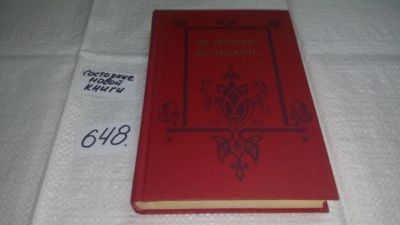 ЗА ГОРАМИ,
ЗА ЛЕСАМИ...
состояние
новой
книги
648.